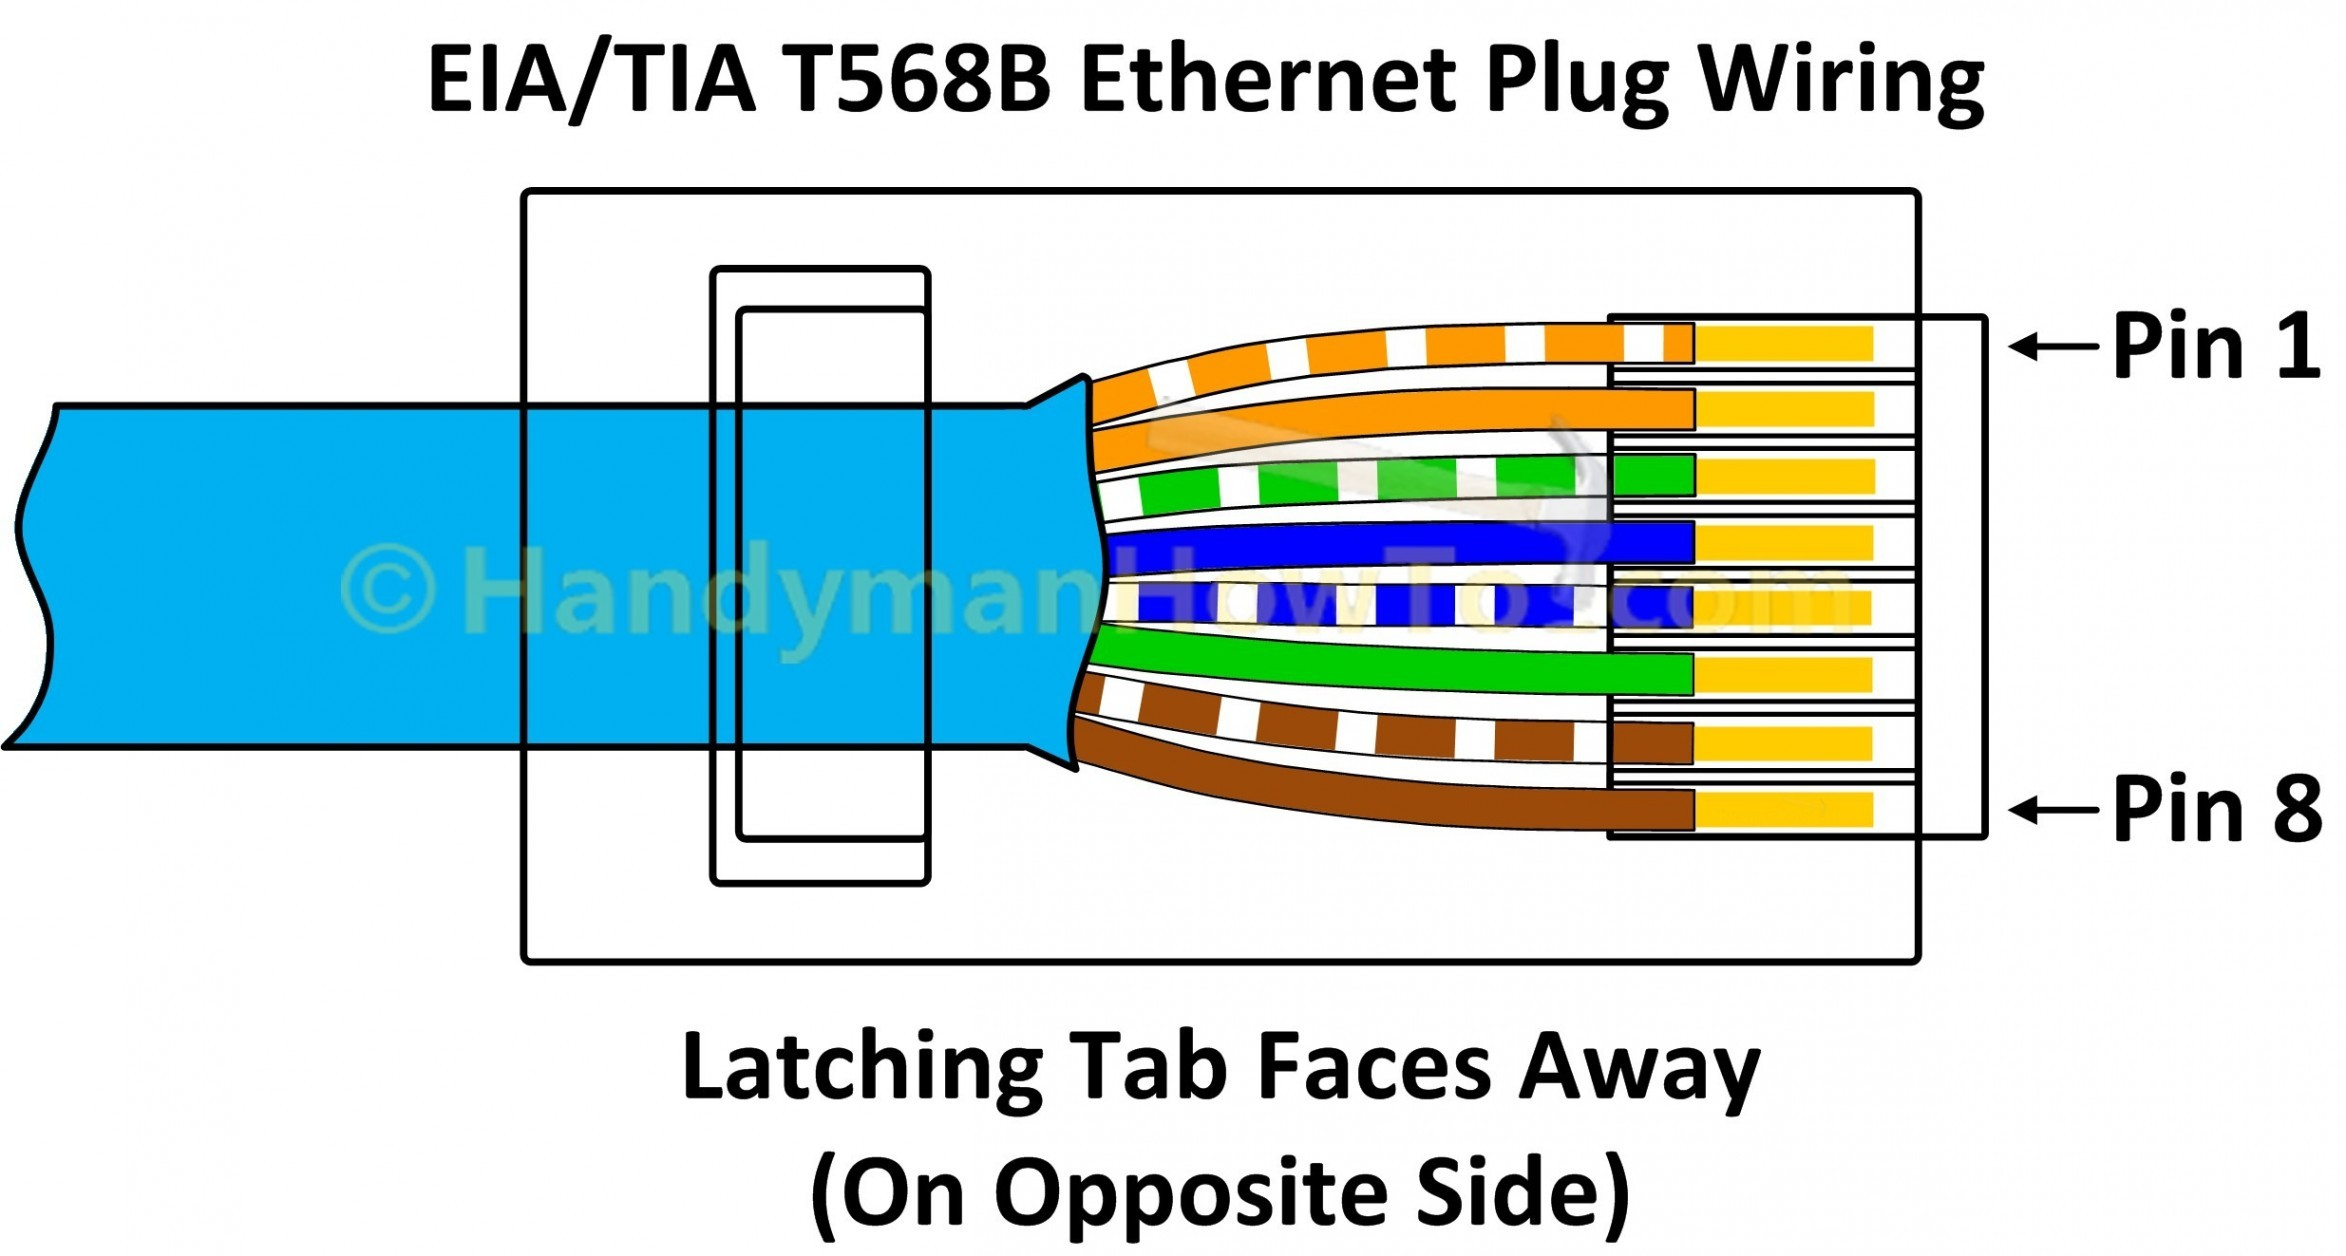 EIA/TIA T568B Ethernet Plug Wiring
Pin 1
© HandymanHowTo.com
Pin 8
Latching Tab Faces Away
(On Opposite Side)